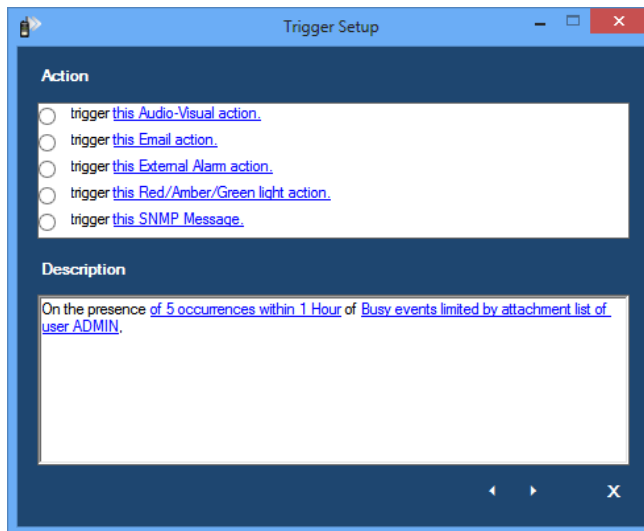 Trigger Setup
Action
trigger this Audio-Visual action.
trigger this Email action.
trigger this External Alarm action.
trigger this Red/Amber/Green light action.
trigger this SNMP Message.
Description
On the presence of 5 occurrences within 1 Hour of Busy events limited by attachment list of
user ADMIN,
X